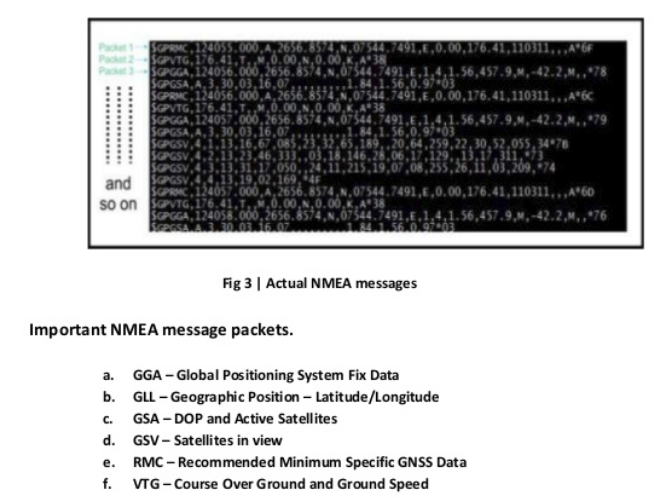 Packet 1 $GPRMC,124055.000,A,2656.8574,N,07544.7491,E,0.00,176.41,110311,,,A*6F
Packet 2 $GPVTG,176.41,T,,M,0.00,N,0.00,K,A*38
Packet 3 $GPGGA,124056.000,2656.8574,N,07544.7491,E,1,4,1.56,457.9,M,-42.2,M,,*78
$GPGSA,A,3,30,03,16,07,,,,,,,,,1.84,1.56,0.97*03
$GPRMC,124056.000,A,2656.8574,N,07544.7491,E,0.00,176.41,110311,,,A*6C
$GPVTG,176.41,T,,M,0.00,N,0.00,K,A*38
$GPGGA,124057.000,2656.8574,N,07544.7491,E,1,4,1.56,457.9,M,-42.2,M,,*79
$GPGSA,A,3,30,03,16,07,,,,,,,,,1.84,1.56,0.97*03
$GPGSV,4,1,13,16,67,085,23,32,65,189,,20,64,259,22,30,52,055,34*7B
$GPGSV,4,2,13,23,46,333,,03,18,146,28,06,17,129,,13,17,311,*73
$GPGSV,4,3,13,31,17,050,,24,11,215,19,07,08,255,26,11,03,209,*74
$GPGSV,4,4,13,19,02,169,*4F
and
so on
$GPRMC,124057.000,A,2656.8574,N,07544.7491,E,0.00,176.41,110311,,,A*6D
$GPVTG,176.41,T,,M,0.00,N,0.00,K,A*38
$GPGGA,124058.000,2656.8574,N,07544.7491,E,1,4,1.56,457.9,M,-42.2,M,,*76
$GPGSA,A,3,30,03,16,07,,,,,,,,,1.84,1.56,0.97*03
Fig 3 | Actual NMEA messages
Important NMEA message packets.
a. GGA – Global Positioning System Fix Data
b. GLL – Geographic Position – Latitude/Longitude
c. GSA – DOP and Active Satellites
d. GSV – Satellites in view
e. RMC – Recommended Minimum Specific GNSS Data
f. VTG – Course Over Ground and Ground Speed